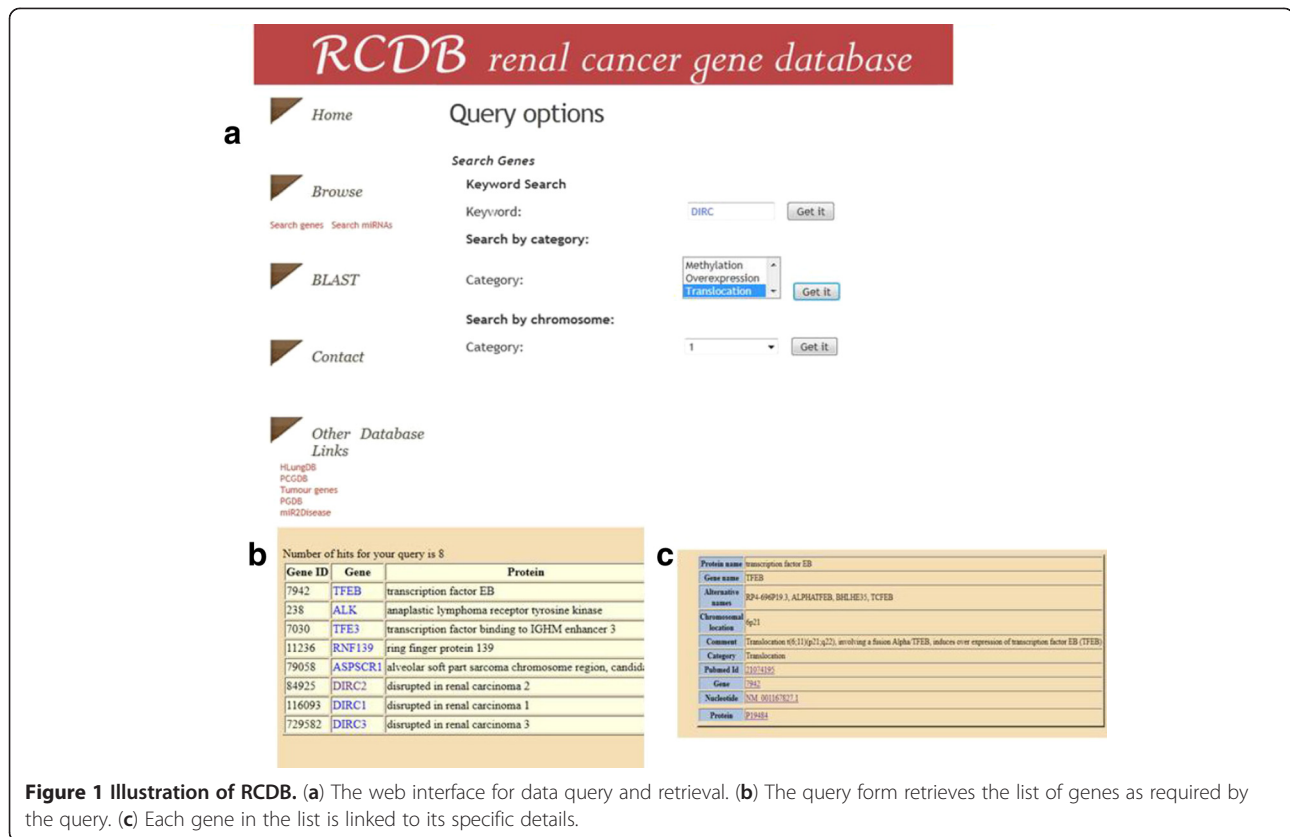 RCDB renal cancer gene database
a
Home
Query options
Search Genes
Browse
Keyword Search
Search genes Search miRNAs
Keyword: DIRC Get it
Search by category:
BLAST
Category: Methylation
Overexpression
Translocation Get it
Search by chromosome:
Contact
Category: 1 Get it
Other Database
Links
HLungDB
PCGDB
Tumour genes
PGDB
miR2Disease
b
Number of hits for your query is 8
Gene ID Gene Protein
7942 TFEB transcription factor EB
238 ALK anaplastic lymphoma receptor tyrosine kinase
7030 TFE3 transcription factor binding to IGHM enhancer 3
11236 RNF139 ring finger protein 139
79058 ASPSCR1 alveolar soft part sarcoma chromosome region, candida
84925 DIRC2 disrupted in renal carcinoma 2
116093 DIRC1 disrupted in renal carcinoma 1
729582 DIRC3 disrupted in renal carcinoma 3
c
Protein name transcription factor EB
Gene name TFEB
Alternative
names RP4-696P19.3, ALPHATFEB, BHLHE35, TCFEB
Chromosomal
location 6p21
Comment Translocation t(6;11)(p21;q22), involving a fusion Alpha/TFEB, induces over expression of transcription factor EB (TFEB)
Category Translocation
Pubmed Id 21074195
Gene 7942
Nucleotide NM_001167827.1
Protein P19484
Figure 1 Illustration of RCDB. (a) The web interface for data query and retrieval. (b) The query form retrieves the list of genes as required by
the query. (c) Each gene in the list is linked to its specific details.